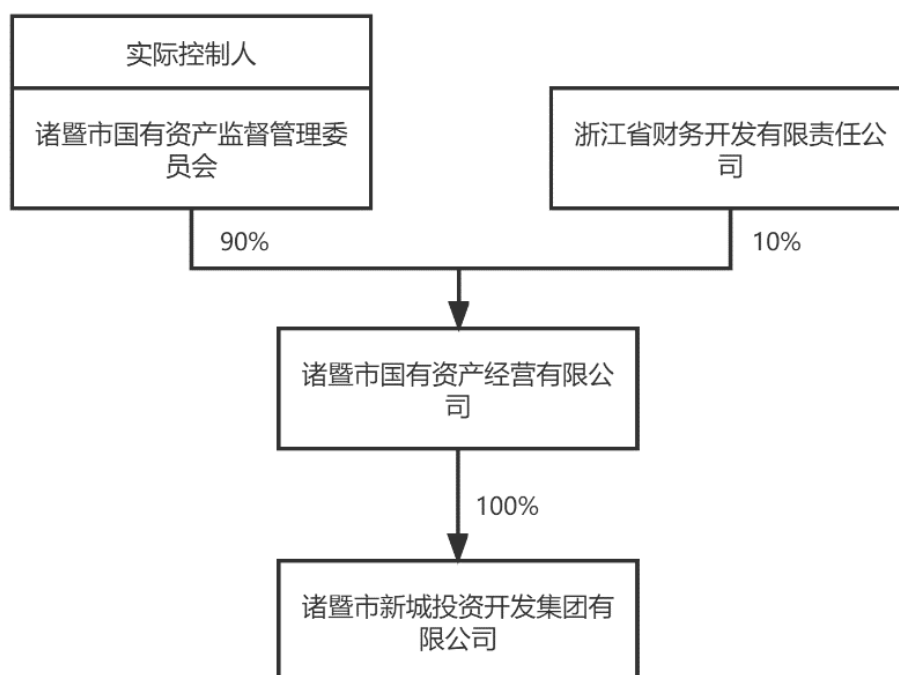 实际控制人
诸暨市国有资产监督管理委
员会
浙江省财务开发有限责任公
司
90%
10%
诸暨市国有资产经营有限公
司
100%
诸暨市新城投资开发集团有
限公司